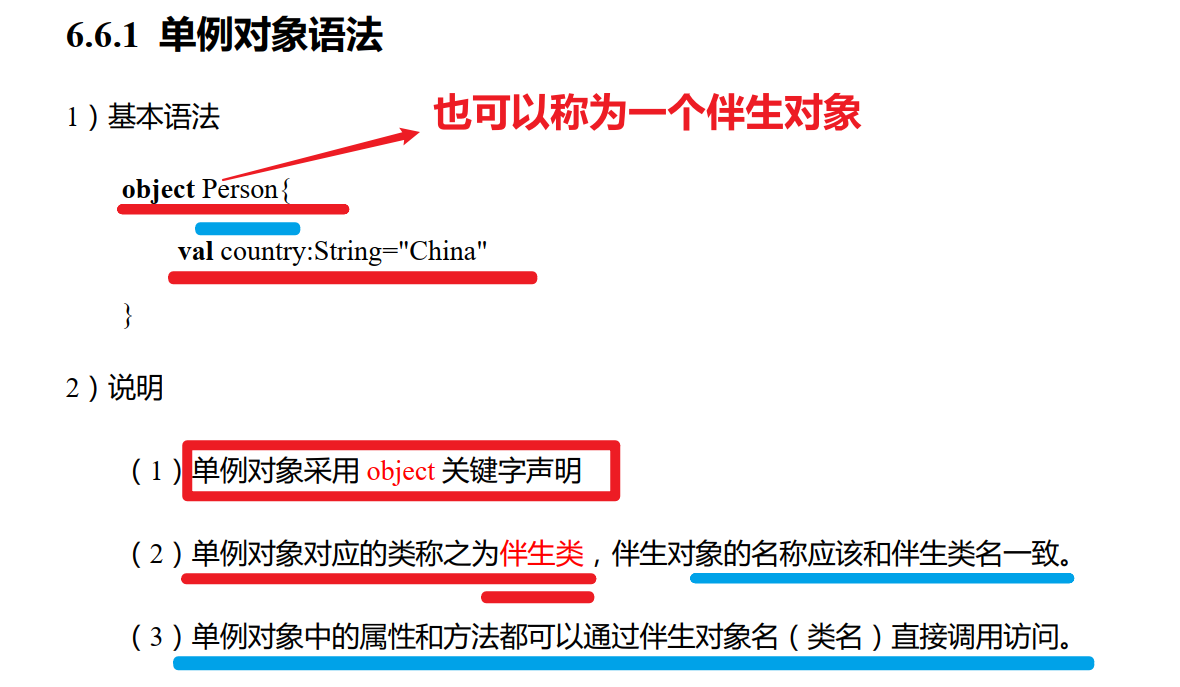 6.6.1 单例对象语法
1）基本语法
也可以称为一个伴生对象
object Person{
val country:String="China"
}
2）说明
（1）单例对象采用 object 关键字声明
（2）单例对象对应的类称之为伴生类，伴生对象的名称应该和伴生类名一致。
（3）单例对象中的属性和方法都可以通过伴生对象名（类名）直接调用访问。